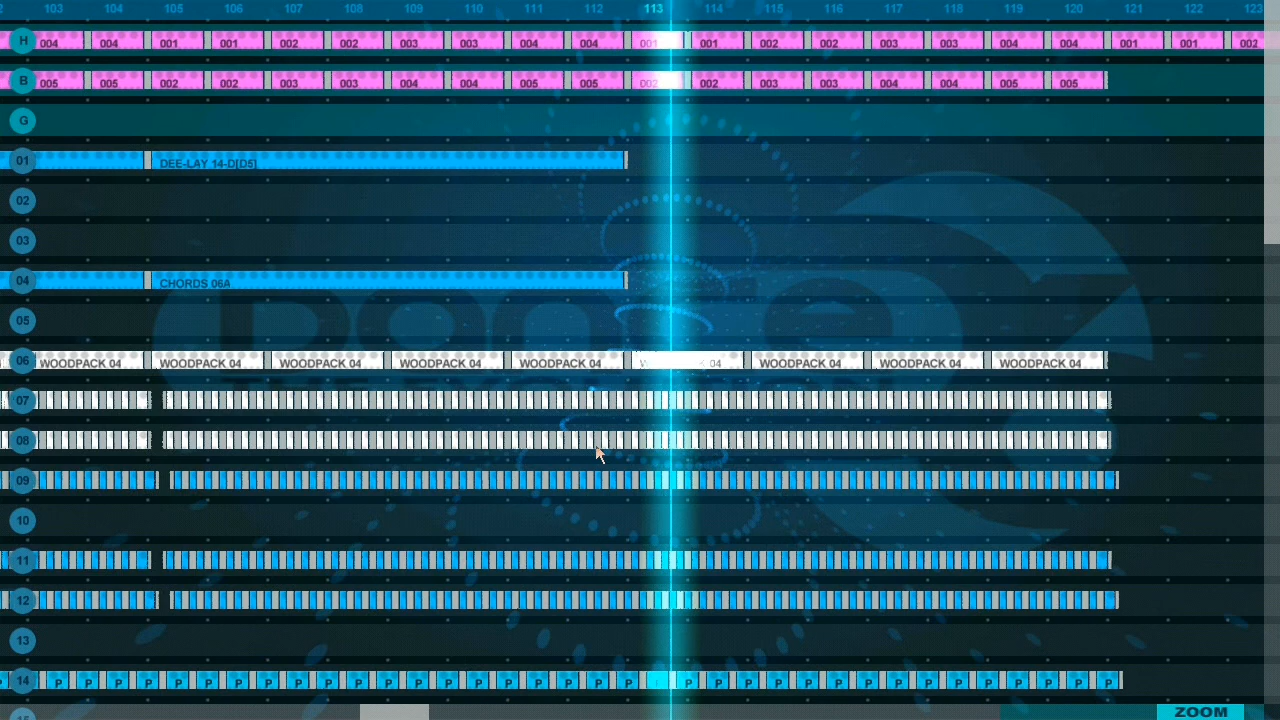 103 104 105 106 107 108 109 110 111 112 113 114 115 116 117 118 119 120 121 122 123
H 004 004 001 001 002 002 003 003 004 004 001 001 002 002 003 003 004 004 001 001 002
B 005 005 002 002 003 003 004 004 005 005 002 002 003 003 004 004 005 005
G
01 DEE-LAY 14-D[D5]
02
03
04 CHORDS 06A
05
06 WOODPACK 04 WOODPACK 04 WOODPACK 04 WOODPACK 04 WOODPACK 04 04 WOODPACK 04 WOODPACK 04 WOODPACK 04
07
08
09
10
11
12
13
14 P P P P P P P P P P P P P P P P P P P P P P P P P P P P P P P P P P P
ZOOM